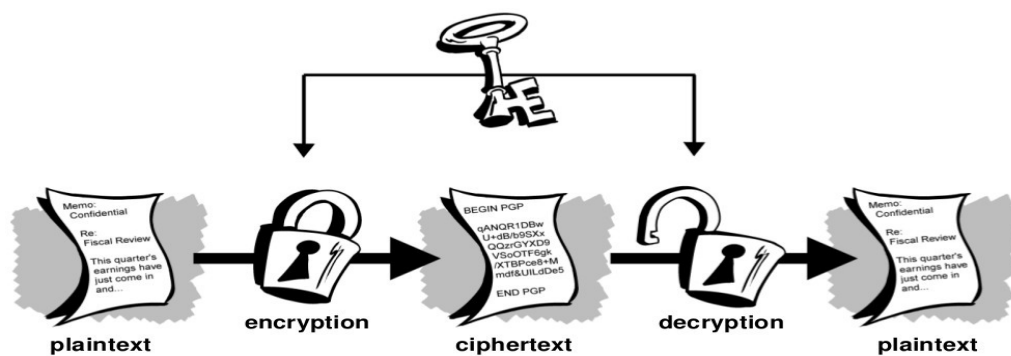 Memo:
Confidential
Re:
Fiscal Review
This quarter's
earnings have
just come in
and...
plaintext
encryption
BEGIN PGP
qANQR1DBw
U+dB/b9SXx
QQzrGYXD9
VSoOTF6gk
/XTBPce8+M
mdf&UILdDe5
END PGP
ciphertext
decryption
Memo:
Confidential
Re:
Fiscal Review
This quarter's
earnings have
just come in
and...
plaintext